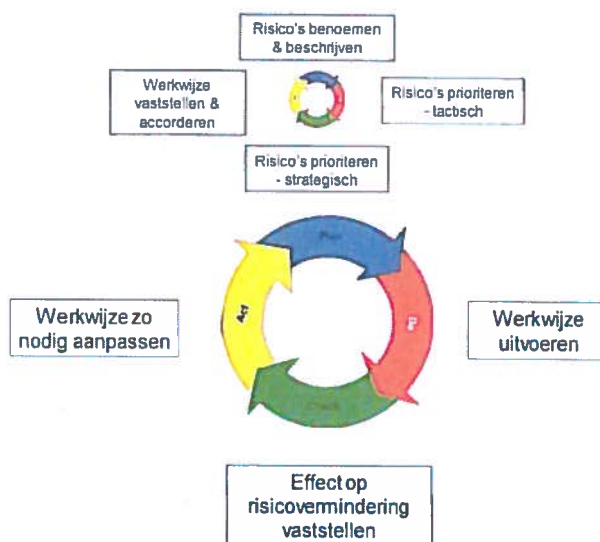 Risico's benoemen
& beschrijven
Werkwijze
vaststellen &
accorderen
Risico's prioriteren
- tactisch
Risico's prioriteren
- strategisch
Plan
Act
Do
Check
Werkwijze zo
nodig aanpassen
Werkwijze
uitvoeren
Effect op
risicovermindering
vaststellen